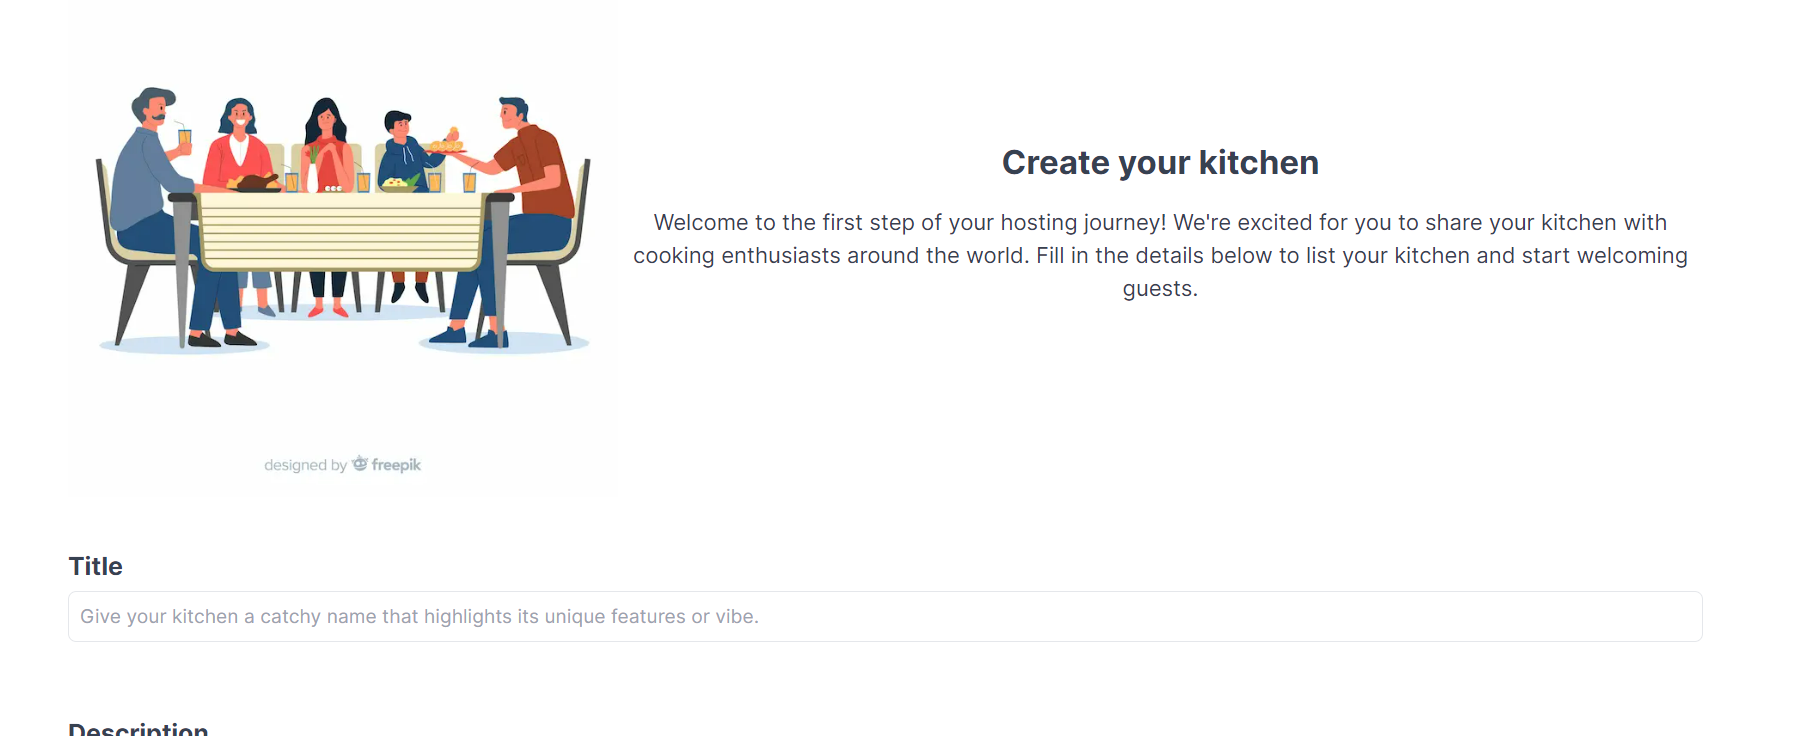 Create your kitchen
Welcome to the first step of your hosting journey! We're excited for you to share your kitchen with
cooking enthusiasts around the world. Fill in the details below to list your kitchen and start welcoming
guests.
designed by freepik
Title
Give your kitchen a catchy name that highlights its unique features or vibe.
Description